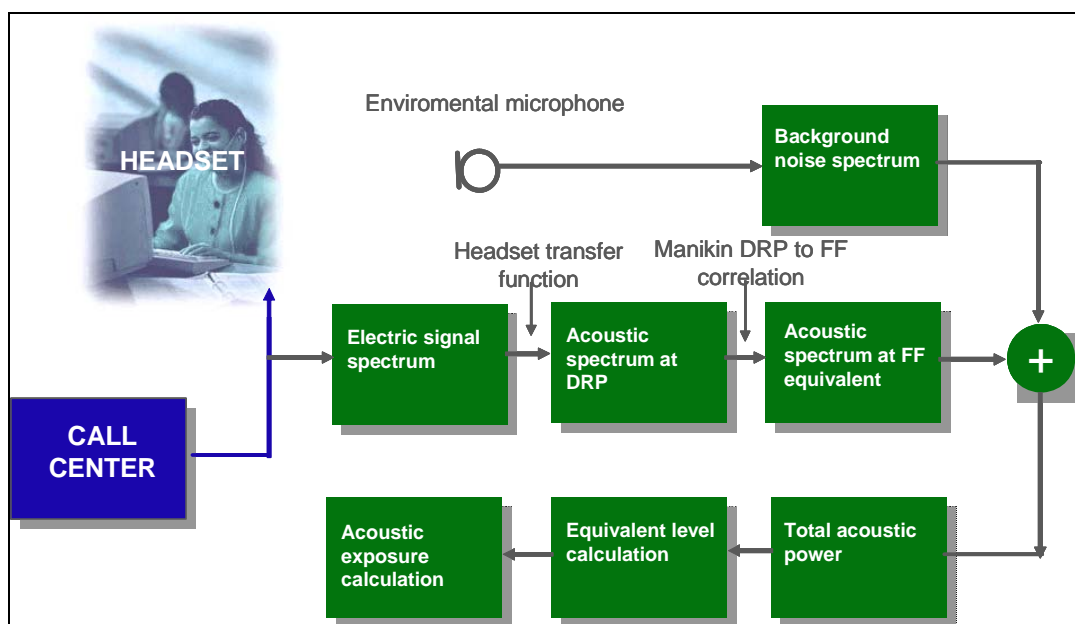 Enviromental microphone
HEADSET
Background
noise spectrum
Headset transfer
function
Manikin DRP to FF
correlation
Electric signal
spectrum
Acoustic
spectrum at
DRP
Acoustic
spectrum at FF
equivalent
+
CALL
CENTER
Acoustic
exposure
calculation
Equivalent level
calculation
Total acoustic
power